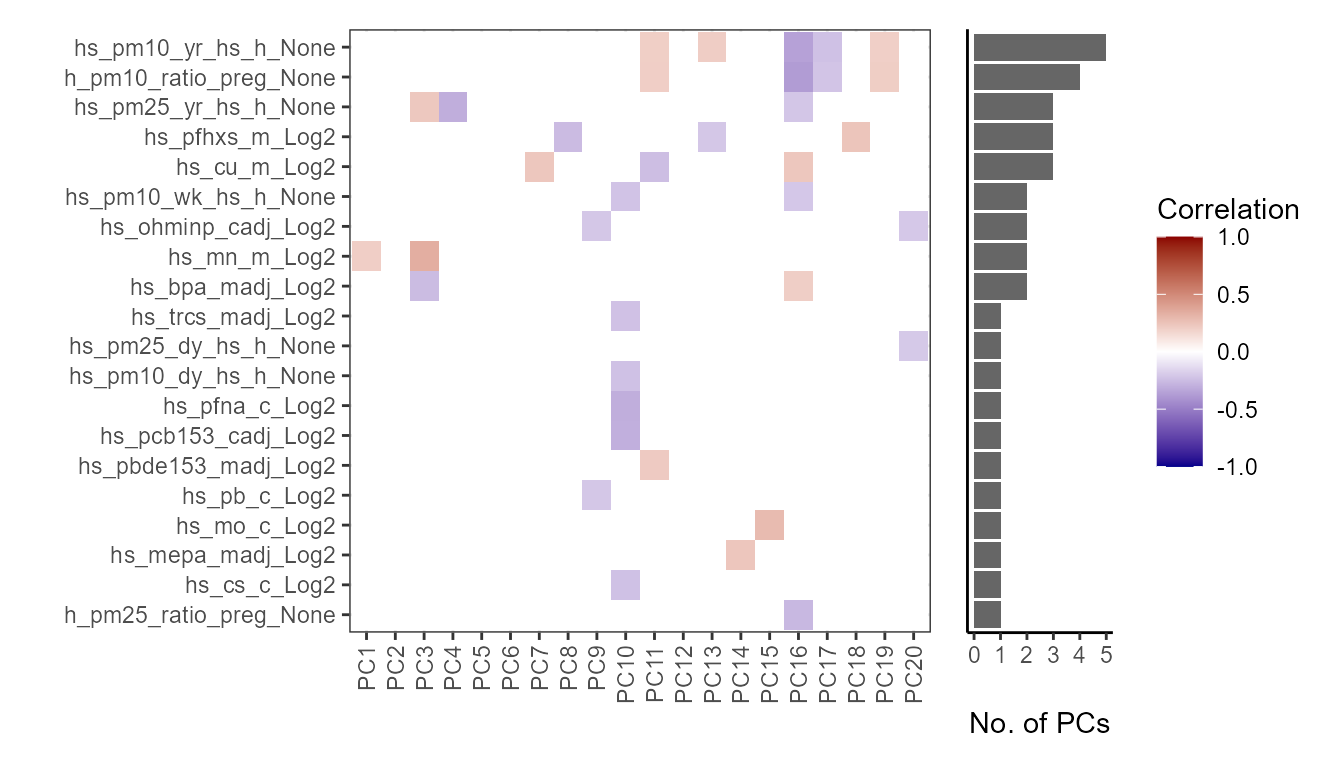 hs_pm10_yr_hs_h_None
h_pm10_ratio_preg_None
hs_pm25_yr_hs_h_None
hs_pfhxs_m_Log2
hs_cu_m_Log2
hs_pm10_wk_hs_h_None
hs_ohminp_cadj_Log2
hs_mn_m_Log2
hs_bpa_madj_Log2
hs_trcs_madj_Log2
hs_pm25_dy_hs_h_None
hs_pm10_dy_hs_h_None
hs_pfna_c_Log2
hs_pcb153_cadj_Log2
hs_pbde153_madj_Log2
hs_pb_c_Log2
hs_mo_c_Log2
hs_mepa_madj_Log2
hs_cs_c_Log2
h_pm25_ratio_preg_None
PC1
PC2
PC3
PC4
PC5
PC6
PC7
PC8
PC9
PC10
PC11
PC12
PC13
PC14
PC15
PC16
PC17
PC18
PC19
PC20
0 1 2 3 4 5
No. of PCs
Correlation
1.0
0.5
0.0
-0.5
-1.0